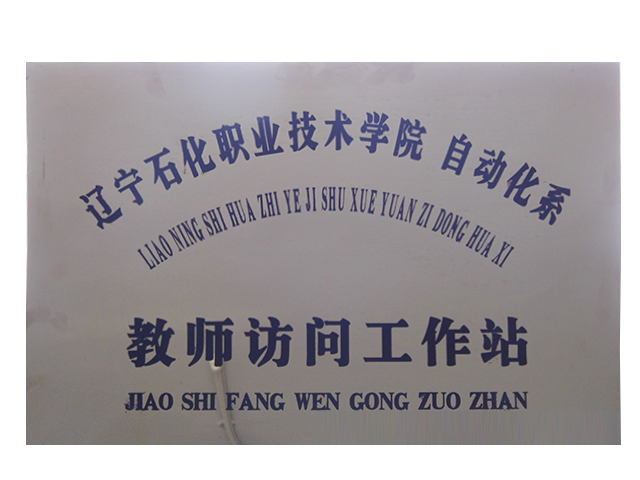 辽宁石化职业技术学院 自动化系
LIAO NING SHI HUA ZHI YE JI SHU XUE YUAN ZI DONG HUA XI
教师访问工作站
JIAO SHI FANG WEN GONG ZUO ZHAN